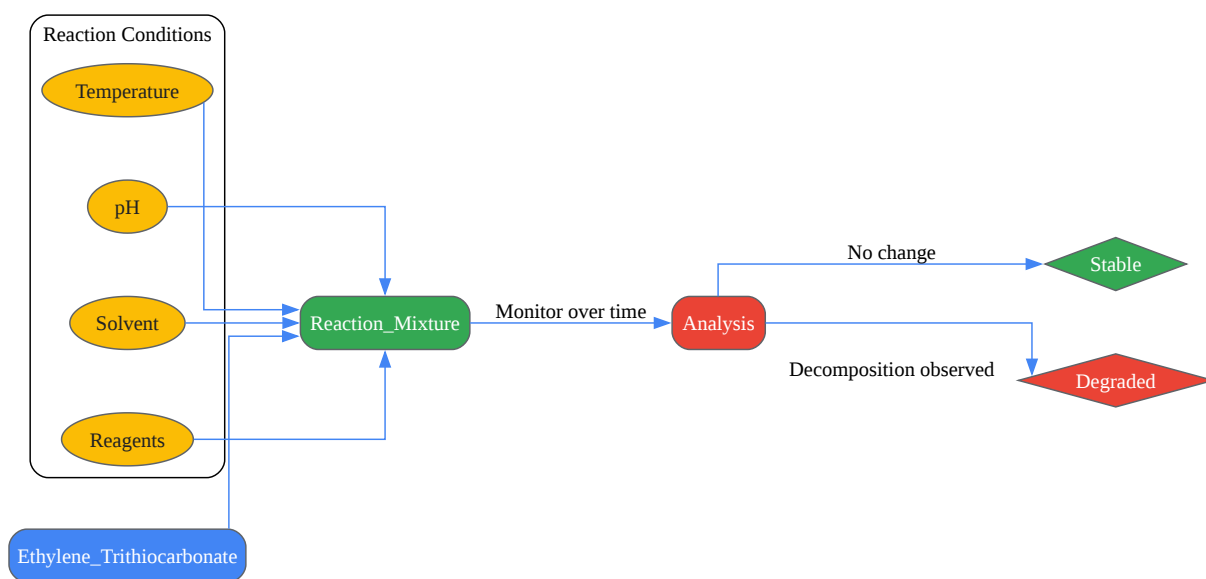 Reaction Conditions
Temperature
pH
Solvent
Reagents
Ethylene_Trithiocarbonate
Reaction_Mixture
Monitor over time
Analysis
No change
Stable
Decomposition observed
Degraded